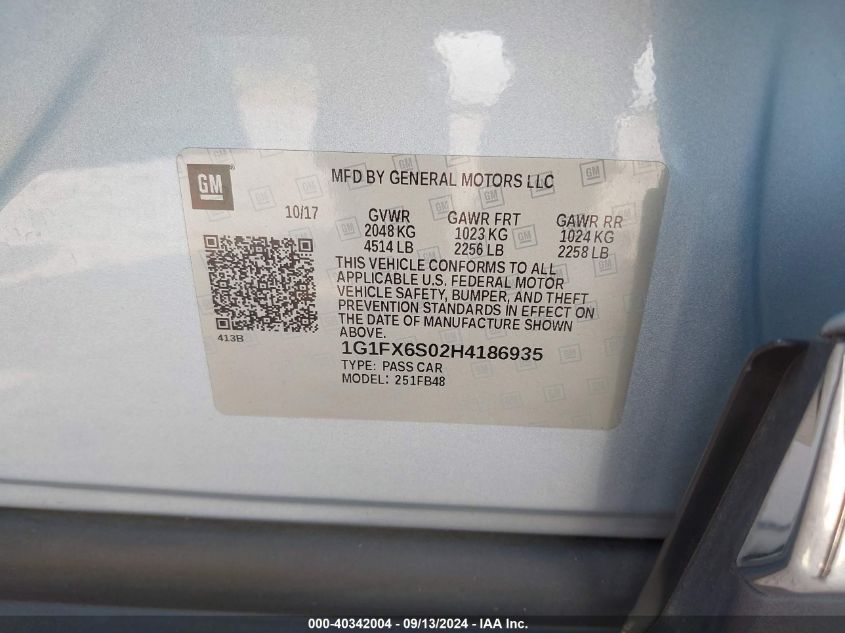 GM ®
MFD BY GENERAL MOTORS LLC
10/17 GVWR GAWR FRT GAWR RR
2048 KG 1023 KG 1024 KG
4514 LB 2256 LB 2258 LB
THIS VEHICLE CONFORMS TO ALL
APPLICABLE U.S. FEDERAL MOTOR
VEHICLE SAFETY, BUMPER, AND THEFT
PREVENTION STANDARDS IN EFFECT ON
THE DATE OF MANUFACTURE SHOWN
ABOVE.
413B
1G1FX6S02H4186935
TYPE: PASS CAR
MODEL: 251FB48
000-40342004 - 09/13/2024 - IAA Inc.